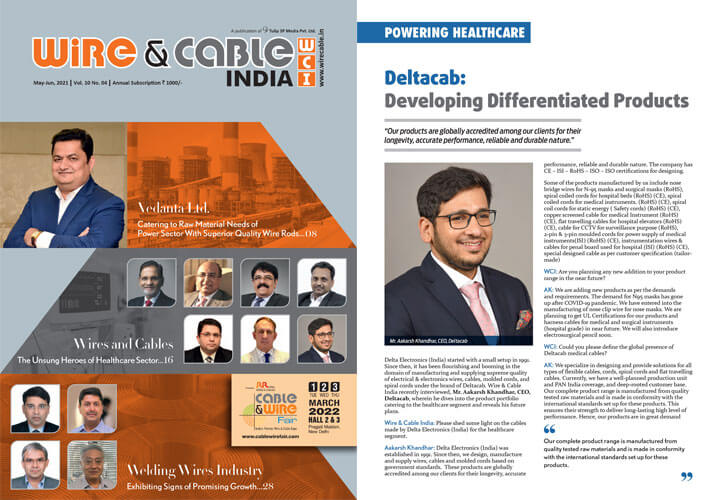 A publication of Tulip 3P Media Pvt. Ltd.
WiRE & CaBLE
INDIA
WCI
www.wirecable.in
May-Jun, 2021 | Vol. 10 No. 04 | Annual Subscription ₹ 1000/-
Vedanta Ltd.
Catering to Raw Material Needs of
Power Sector With Superior Quality Wire Rods...08
Wires and Cables
The Unsung Heroes of Healthcare Sector...16
CaBLE
&WiRE
Fair
1 2 3
TUE WED THU
MARCH
2022
HALL 2 & 3
Pragati Maidan,
New Delhi
www.cablewirefair.com
Welding Wires Industry
Exhibiting Signs of Promising Growth...28
POWERING HEALTHCARE
Deltacab:
Developing Differentiated Products
"Our products are globally accredited among our clients for their
longevity, accurate performance, reliable and durable nature."
Mr. Aakarsh Khandhar, CEO, Deltacab
Delta Electronics (India) started with a small setup in 1991.
Since then, it has been flourishing and booming in the
domain of manufacturing and supplying supreme quality
of electrical & electronics wires, cables, molded cords, and
spiral cords under the brand of Deltacab. Wire & Cable
India recently interviewed, Mr. Aakarsh Khandhar, CEO,
Deltacab, wherein he dives into the product portfolio
catering to the healthcare segment and reveals his future
plans.
Wire & Cable India: Please shed some light on the cables
made by Delta Electronics (India) for the healthcare
segment.
Aakarsh Khandhar: Delta Electronics (India) was
established in 1991. Since then, we design, manufacture
and supply wires, cables and molded cords based on
government standards. These products are globally
accredited among our clients for their longevity, accurate
performance, reliable and durable nature. The company has
CE – ISI – RoHS – ISO – ISO certifications for designing.
Some of the products manufactured by us include nose
bridge wires for N-95 masks and surgical masks (RoHS),
spiral coiled cords for hospital beds (RoHS) (CE), spiral
coiled cords for medical instruments, (RoHS) (CE), spiral
coil cords for static energy ( Safety cords) (RoHS) (CE),
copper screened cable for medical Instrument (RoHS)
(CE), flat travelling cables for hospital elevators (RoHS)
(CE), cable for CCTV for surveillance purpose (RoHS),
2-pin & 3-pin moulded cords for power supply of medical
instruments(ISI) (RoHS) (CE), instrumentation wires &
cables for penal board used for hospital (ISI) (RoHS) (CE),
special designed cable as per customer specification (tailor-
made)
WCI: Are you planning any new addition to your product
range in the near future?
AK: We are adding new products as per the demands
and requirements. The demand for N95 masks has gone
up after COVID-19 pandemic. We have entered into the
manufacturing of nose clip wire for nose masks. We are
planning to get UL Certifications for our products and
harness cables for medical and surgical instruments
(hospital grade) in near future. We will also introduce
electrosurgical pencil soon.
WCI: Could you please define the global presence of
Deltacab medical cables?
AK: We specialize in designing and provide solutions for all
types of flexible cables, cords, spiral cords and flat travelling
cables. Currently, we have a well-planned production unit
and PAN India coverage, and deep-rooted customer base.
Our complete product range is manufactured from quality
tested raw materials and is made in conformity with the
international standards set up for these products. This
ensures their strength to deliver long-lasting high level of
performance. Hence, our products are in great demand
Our complete product range is manufactured from
quality tested raw materials and is made in conformity
with the international standards set up for these
products.